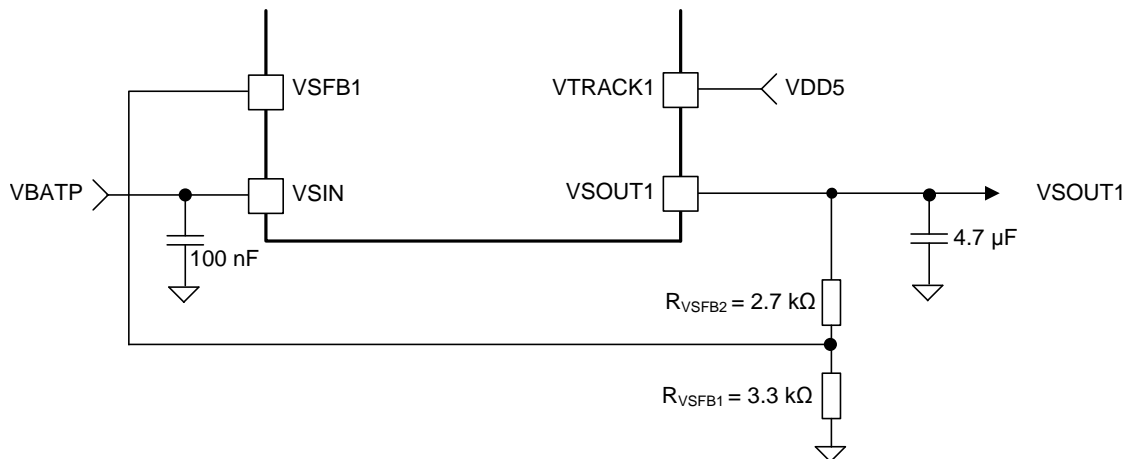 VSFB1
VTRACK1
VDD5
VBATP
VSIN
VSOUT1
VSOUT1
100 nF
4.7 µF
RVSFB2 = 2.7 kΩ
RVSFB1 = 3.3 kΩ